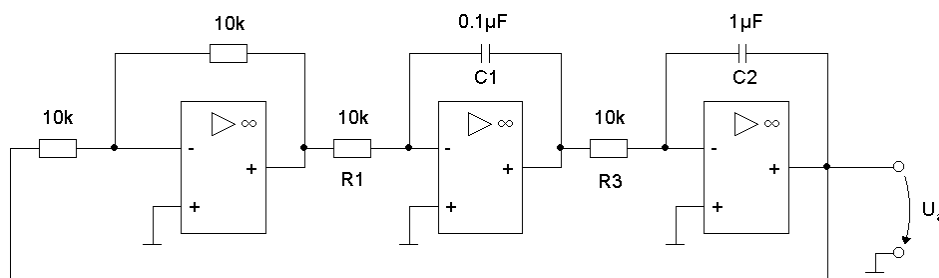 10k
0.1µF
1µF
C1
C2
10k
10k
10k
∞
∞
∞
-
-
-
+
+
+
R1
R3
+
+
+
U